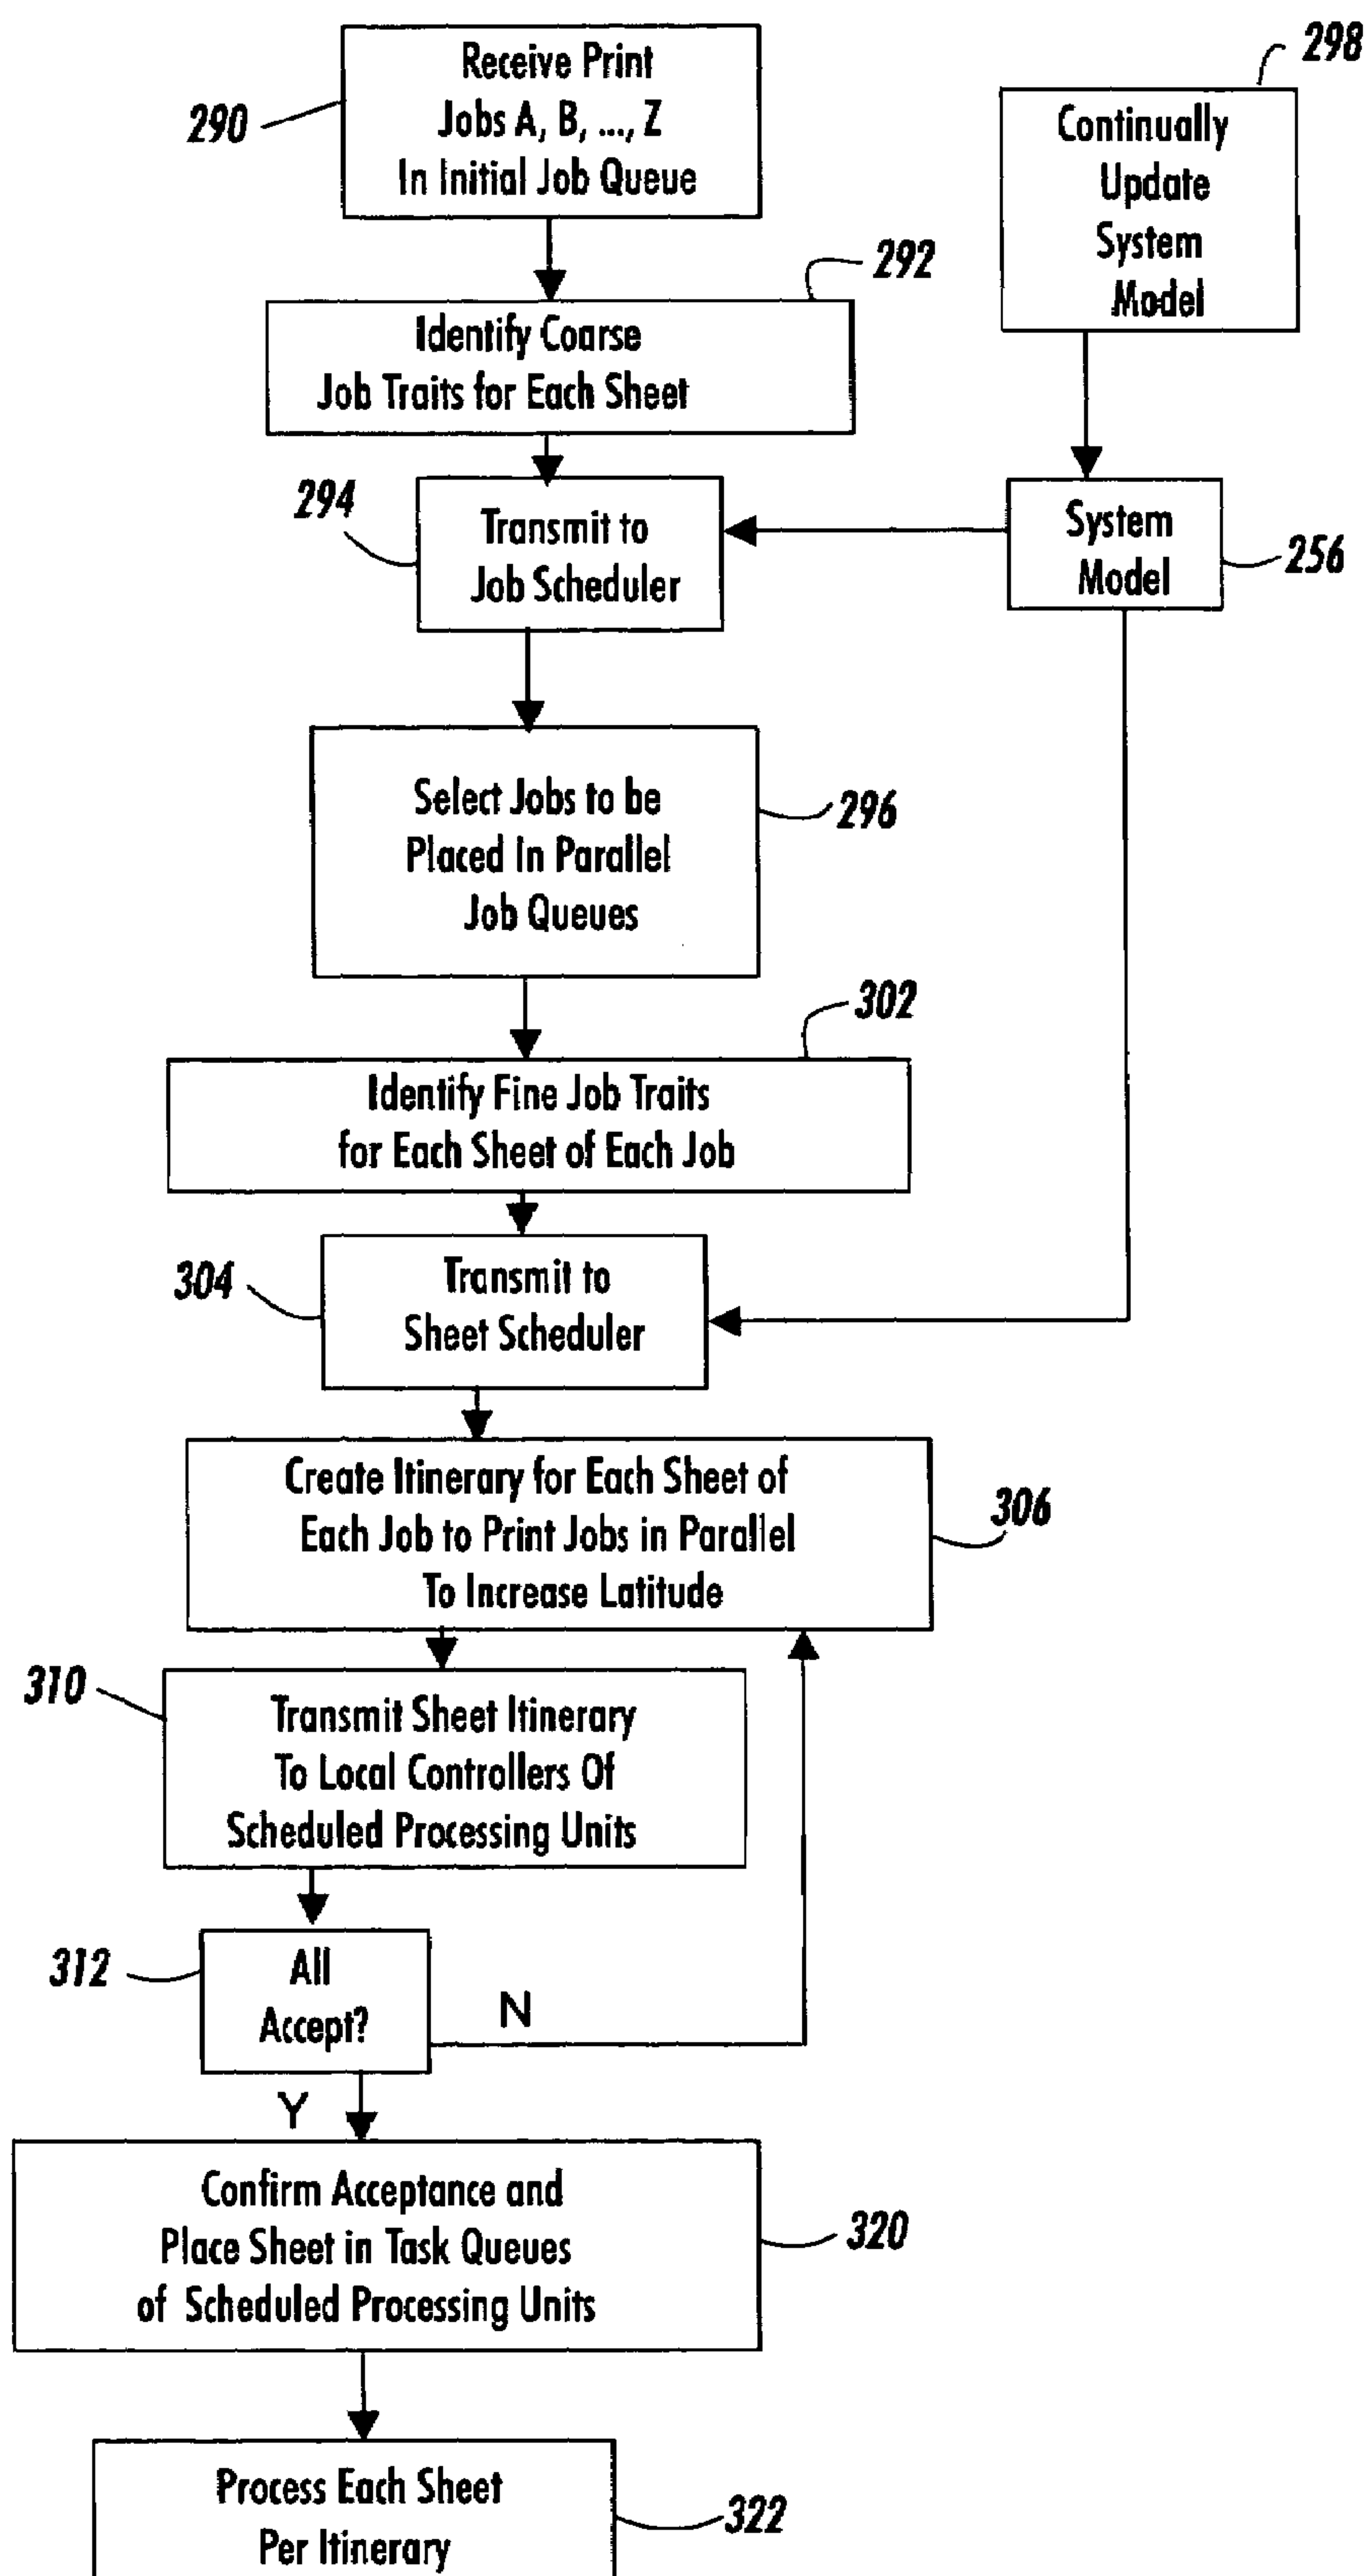 290
Receive Print
Jobs A, B, ..., Z
In Initial Job Queue
298
Continually
Update
System
Model
292
Identify Coarse
Job Traits for Each Sheet
294
Transmit to
Job Scheduler
System
Model
256
Select Jobs to be
Placed In Parallel
Job Queues
296
302
Identify Fine Job Traits
for Each Sheet of Each Job
304
Transmit to
Sheet Scheduler
Create Itinerary for Each Sheet of
Each Job to Print Jobs in Parallel
To Increase Latitude
306
310
Transmit Sheet Itinerary
To Local Controllers Of
Scheduled Processing Units
312
All
Accept?
N
Y
Confirm Acceptance and
Place Sheet in Task Queues
of Scheduled Processing Units
320
Process Each Sheet
Per Itinerary
322